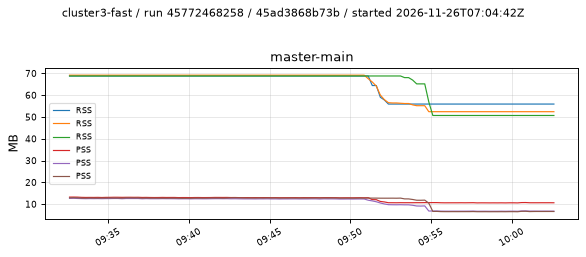 cluster3-fast / run 45772468258 / 45ad3868b73b / started 2026-11-26T07:04:42Z
master-main
MB
70
60
50
40
30
20
10
RSS
RSS
RSS
PSS
PSS
PSS
09:35
09:40
09:45
09:50
09:55
10:00